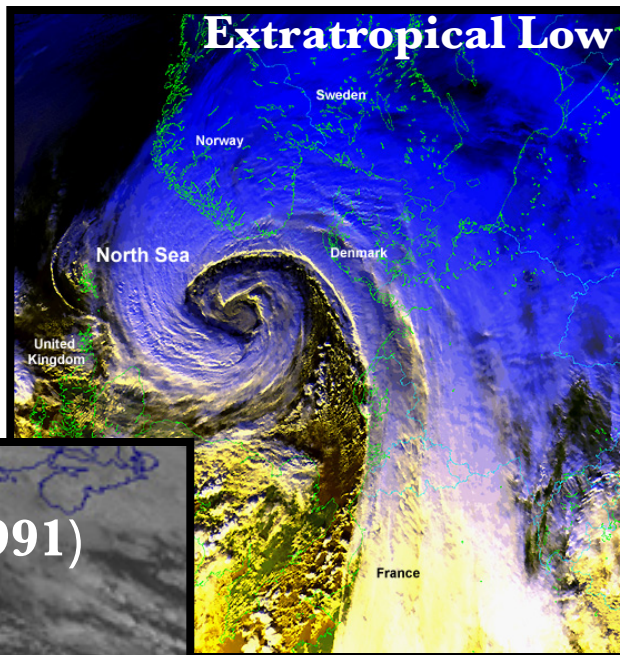 Extratropical Low
Sweden
Norway
North Sea
Denmark
United
Kingdom
991)
France